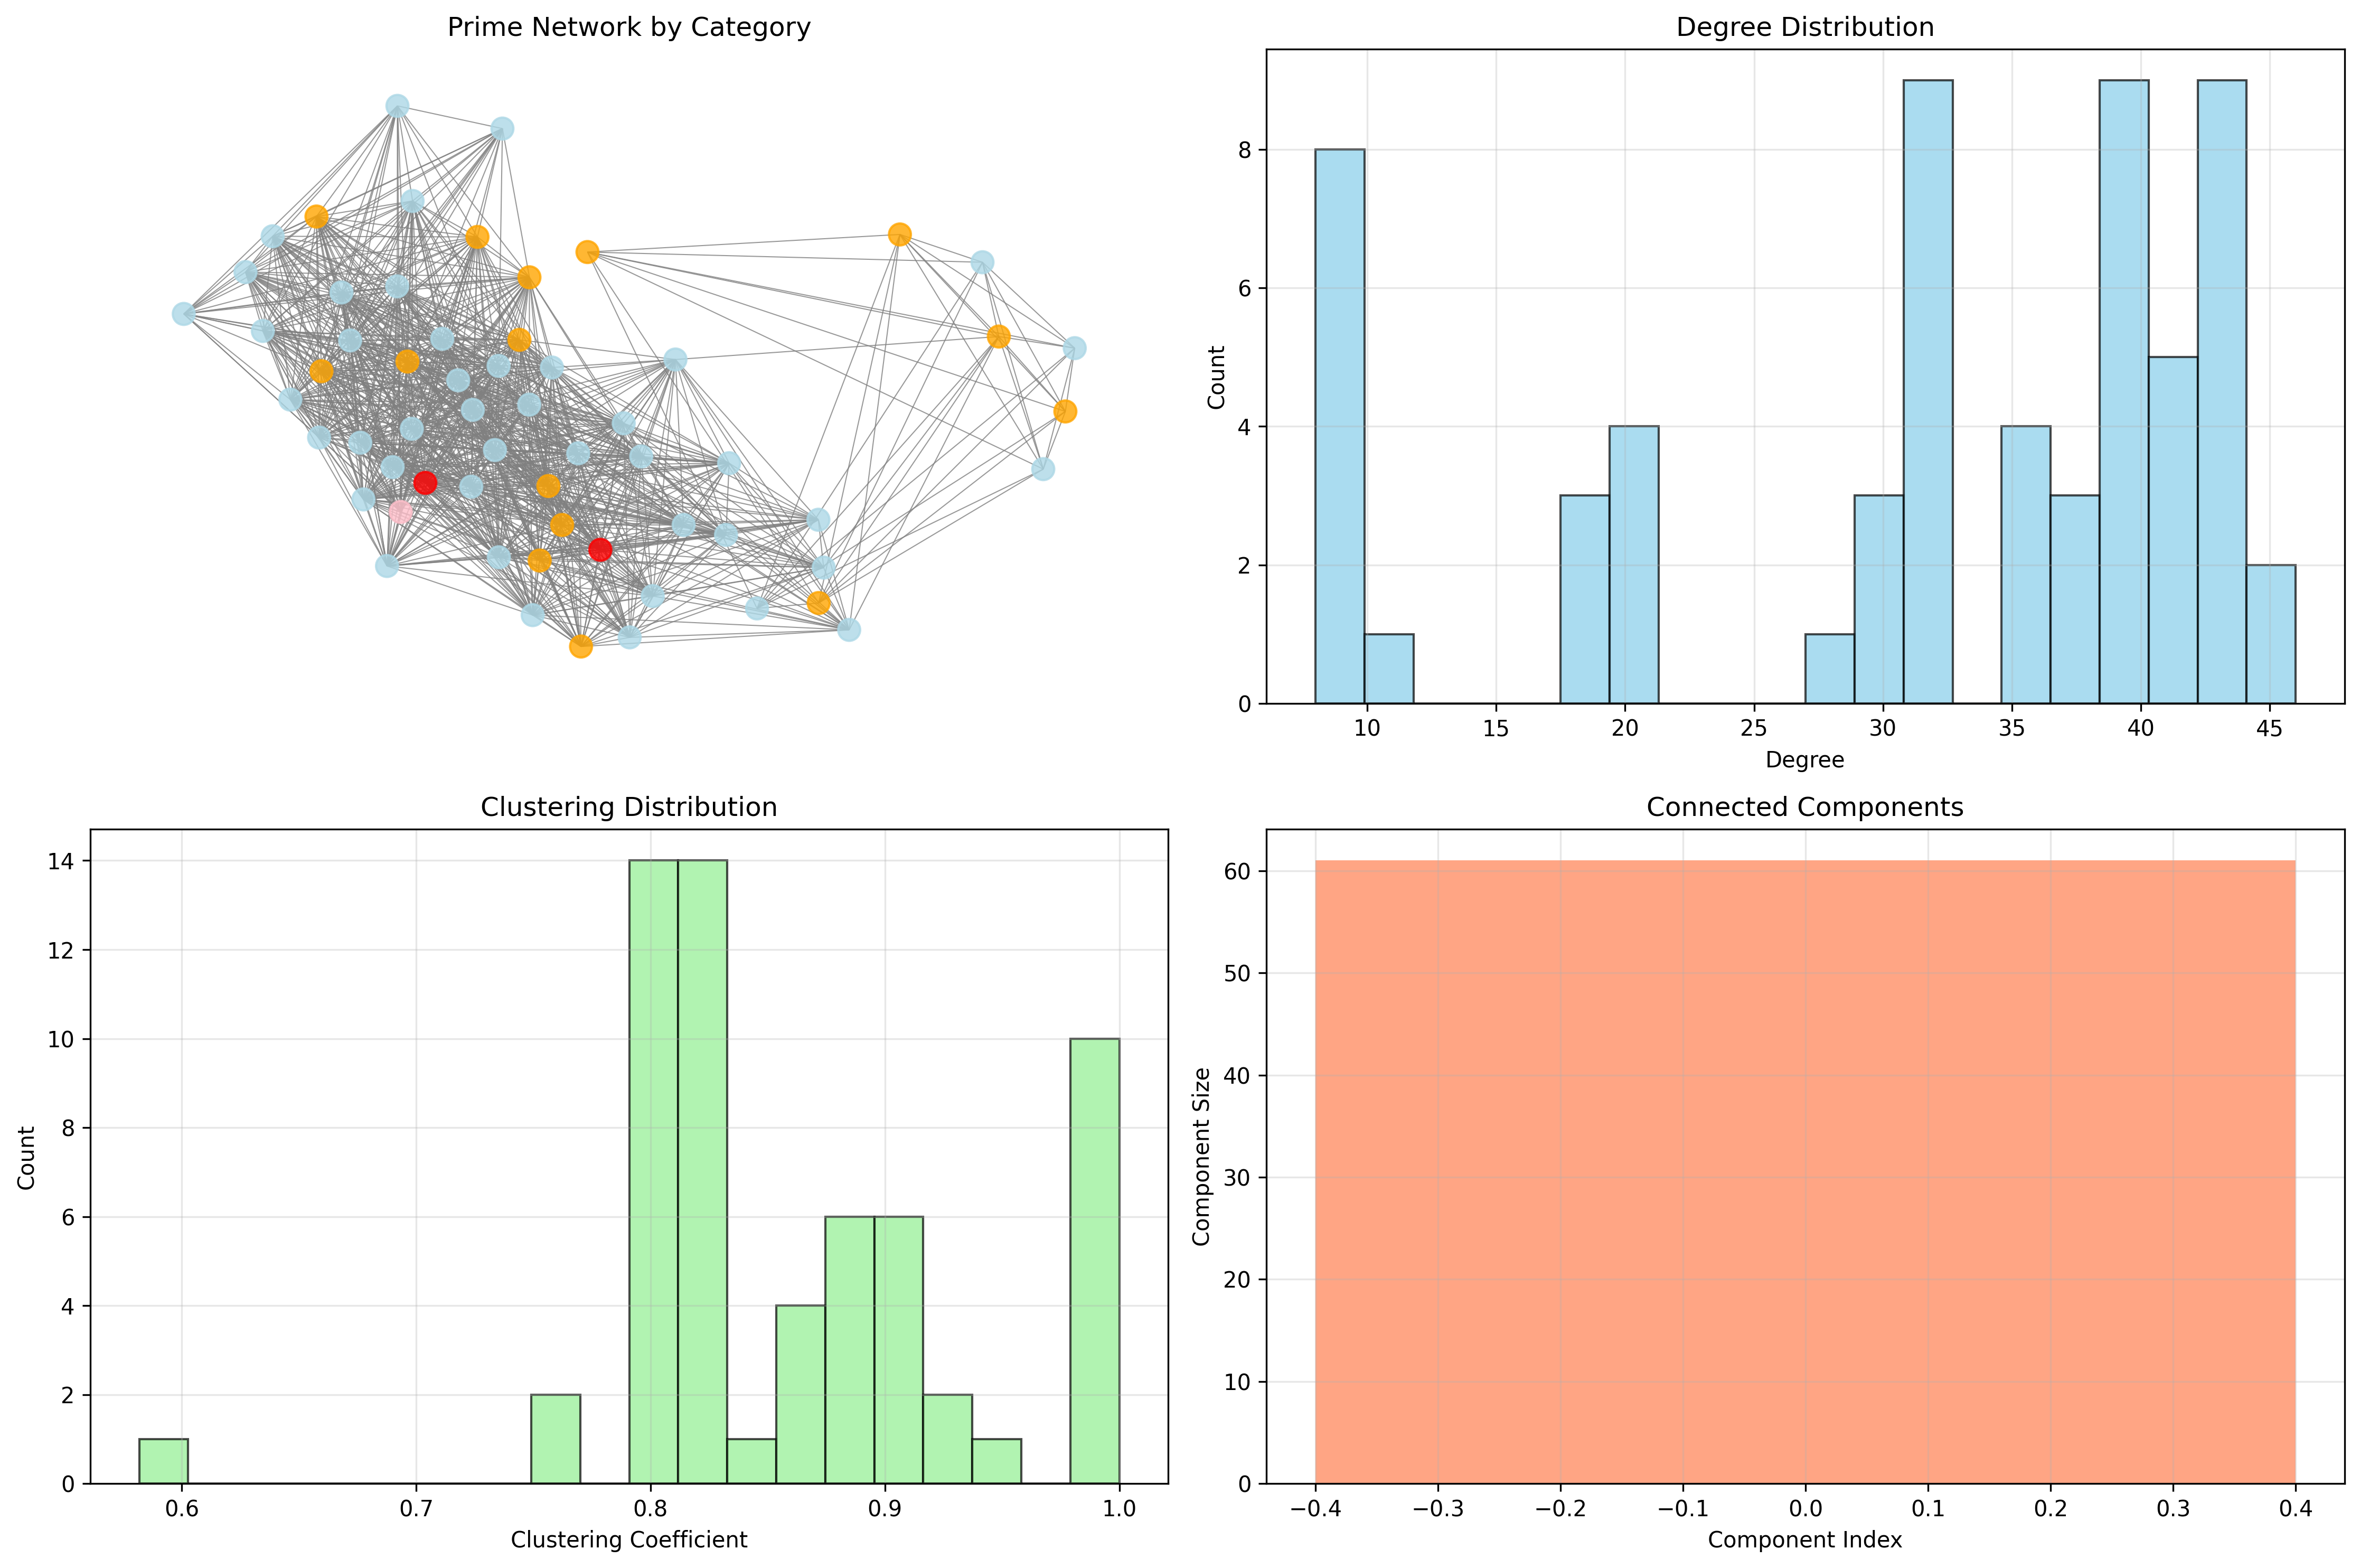 Prime Network by Category
Degree Distribution
8
6
4
2
0
Count
10 15 20 25 30 35 40 45
Degree
Clustering Distribution
14
12
10
8
6
4
2
0
Count
0.6 0.7 0.8 0.9 1.0
Clustering Coefficient
Connected Components
60
50
40
30
20
10
0
Component Size
−0.4 −0.3 −0.2 −0.1 0.0 0.1 0.2 0.3 0.4
Component Index